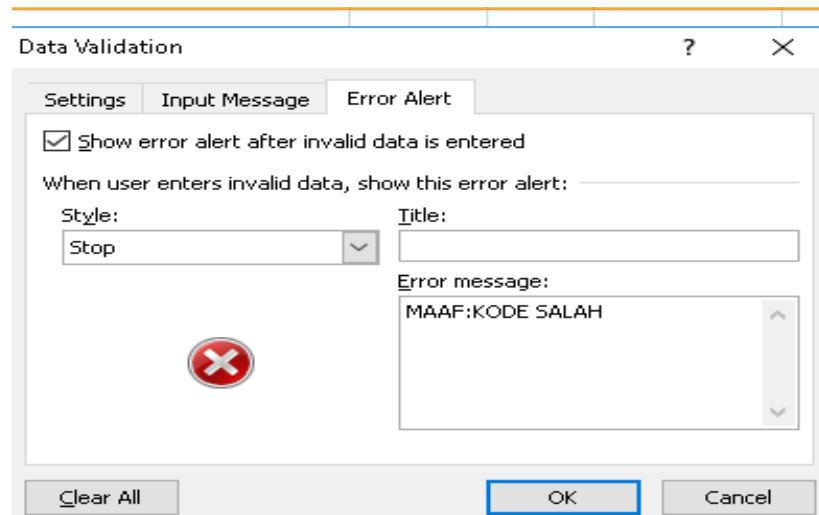 Data Validation ? ×
Settings Input Message Error Alert
Show error alert after invalid data is entered
When user enters invalid data, show this error alert:
Style: Title:
Stop
Error message:
MAAF:KODE SALAH
Clear All OK Cancel